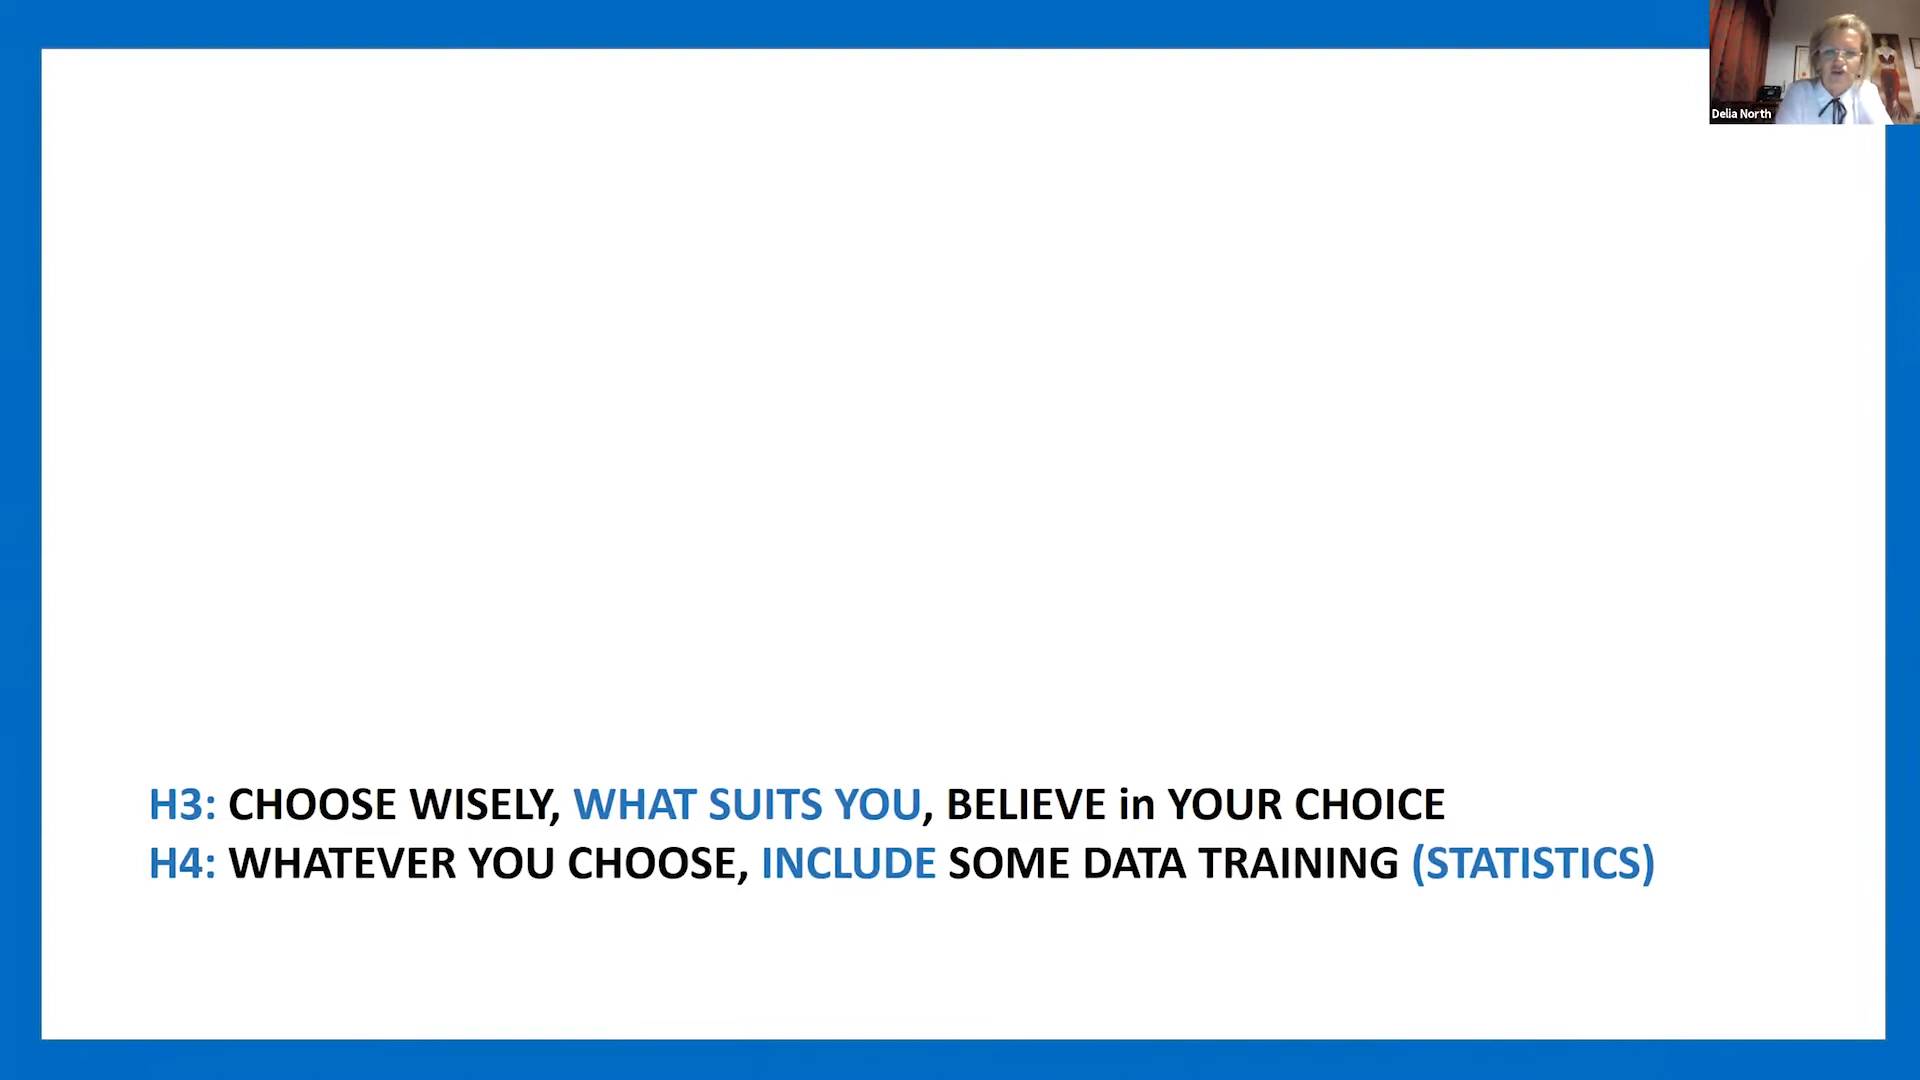 Delia North
H3: CHOOSE WISELY, WHAT SUITS YOU, BELIEVE in YOUR CHOICE
H4: WHATEVER YOU CHOOSE, INCLUDE SOME DATA TRAINING (STATISTICS)